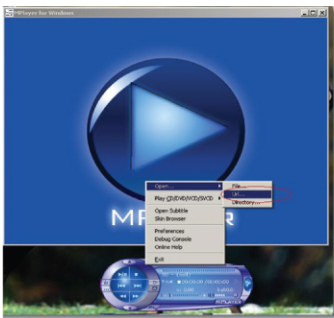 MPlayer for Windows
Open...
File...
Url...
Play CD/DVD/VCD/SVCD
Directory...
Open Subtitle
Skin Browser
MP
R
Preferences
Debug Console
Online Help
Exit